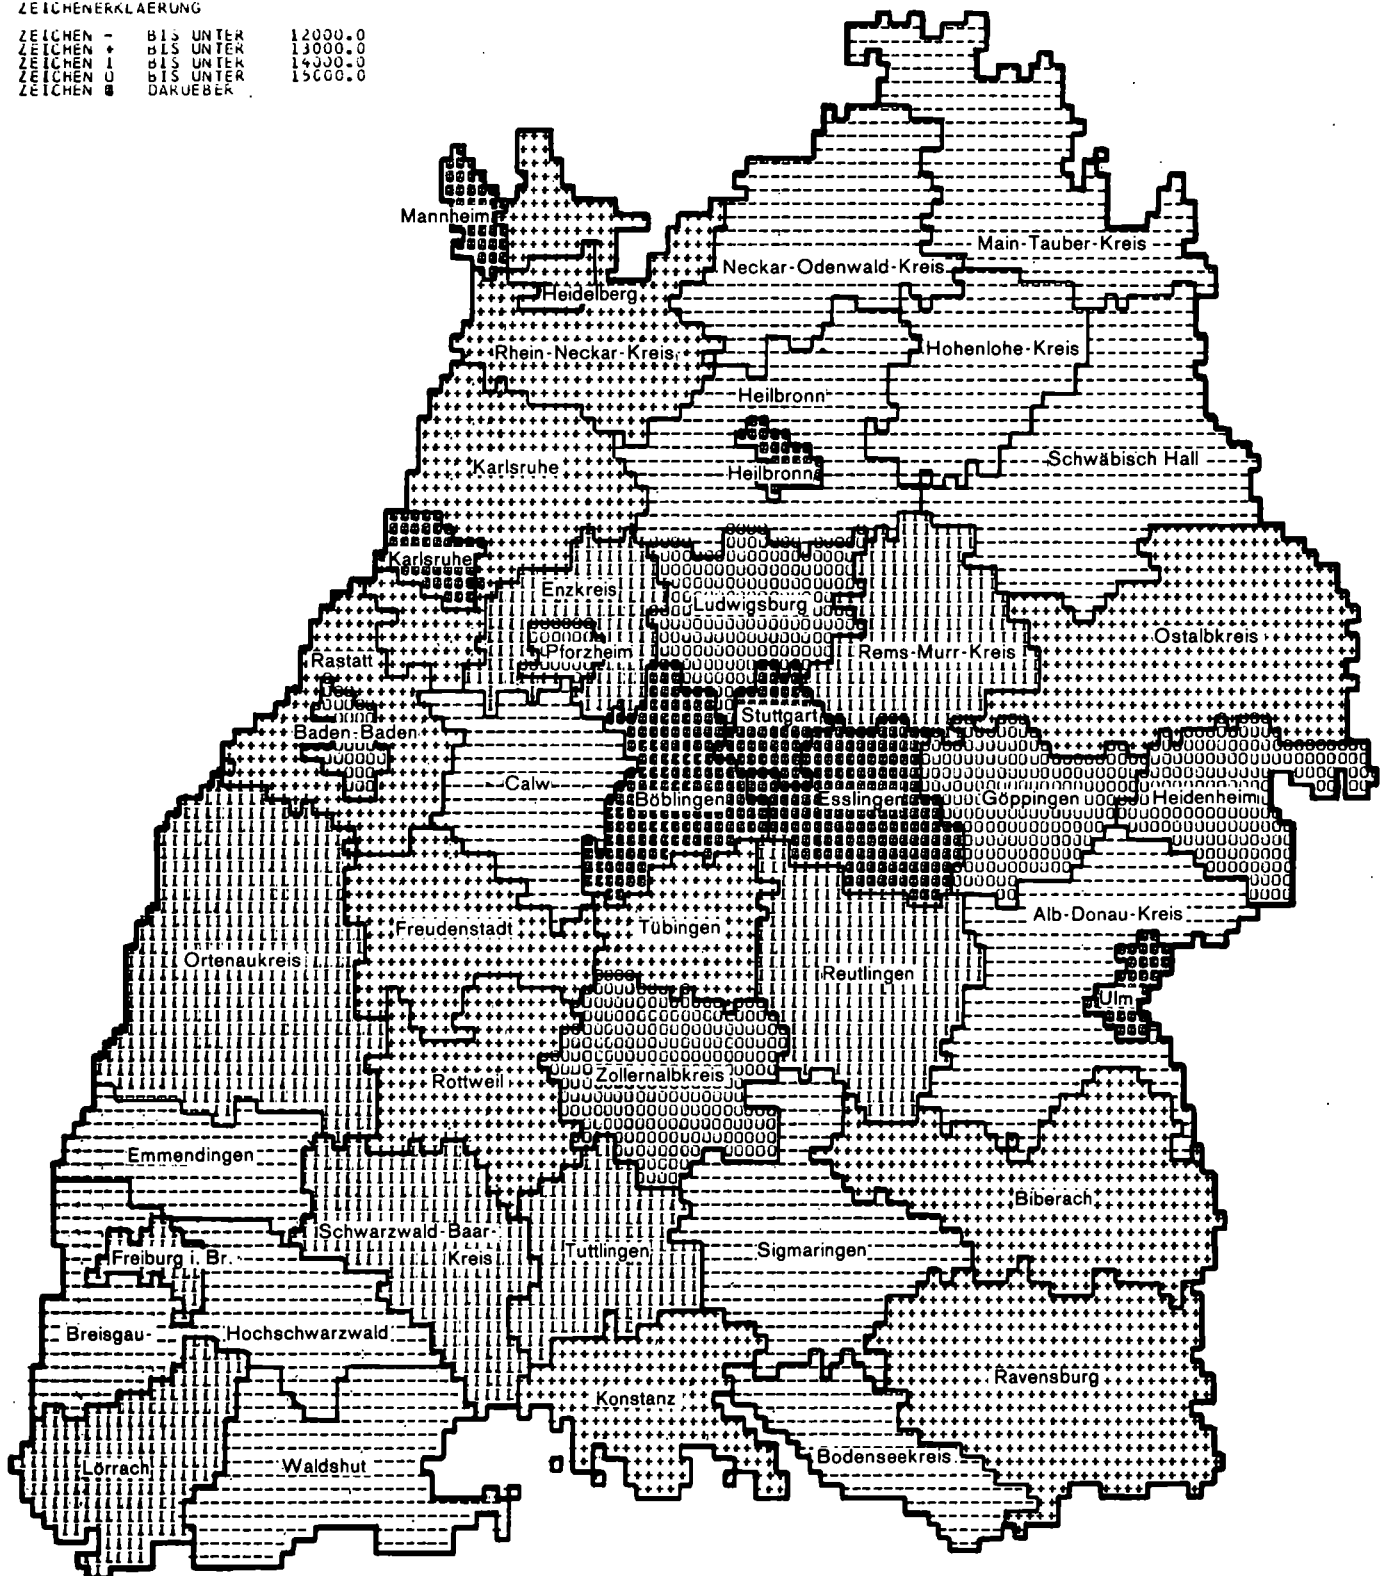 ZEICHENERKLAERUNG
ZEICHEN - BIS UNTER 12000.0
ZEICHEN + BIS UNTER 13000.0
ZEICHEN I BIS UNTER 14000.0
ZEICHEN 0 BIS UNTER 15000.0
ZEICHEN DARUEBER
Mannheim
Main-Tauber-Kreis
Neckar-Odenwald-Kreis
Heidelberg
Rhein-Neckar-Kreis
Hohenlohe-Kreis
Heilbronn
Schwäbisch Hall
Karlsruhe
Heilbronn
Karlsruhe
Enzkreis
Ludwigsburg
Ostalbkreis
Pforzheim
Rems-Murr-Kreis
Rastatt
Stuttgart
Baden-Baden
Calw
Böblingen
Esslingen
Göppingen
Heidenheim
Alb-Donau-Kreis
Freudenstadt
Tübingen
Ortenaukreis
Reutlingen
Ulm
Zollernalbkreis
Rottweil
Emmendingen
Biberach
Schwarzwald-Baar-
Kreis
Tuttlingen
Sigmaringen
Freiburg i. Br.
Breisgau-
Hochschwarzwald
Ravensburg
Konstanz
Bodenseekreis
Lörrach
Waldshut